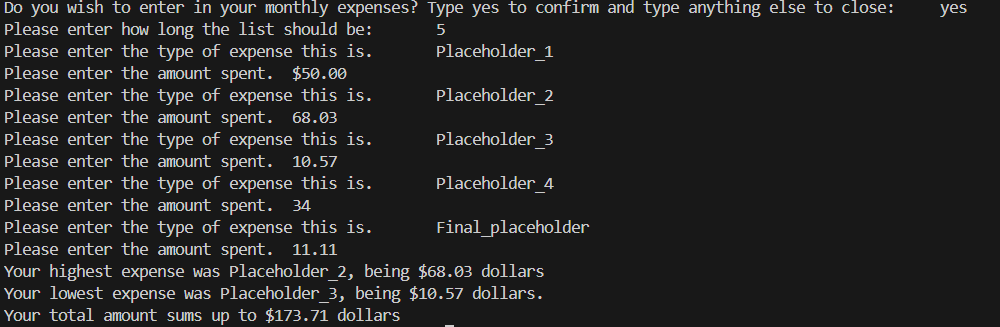 Do you wish to enter in your monthly expenses? Type yes to confirm and type anything else to close: yes
Please enter how long the list should be: 5
Please enter the type of expense this is. Placeholder_1
Please enter the amount spent. $50.00
Please enter the type of expense this is. Placeholder_2
Please enter the amount spent. 68.03
Please enter the type of expense this is. Placeholder_3
Please enter the amount spent. 10.57
Please enter the type of expense this is. Placeholder_4
Please enter the amount spent. 34
Please enter the type of expense this is. Final_placeholder
Please enter the amount spent. 11.11
Your highest expense was Placeholder_2, being $68.03 dollars
Your lowest expense was Placeholder_3, being $10.57 dollars.
Your total amount sums up to $173.71 dollars